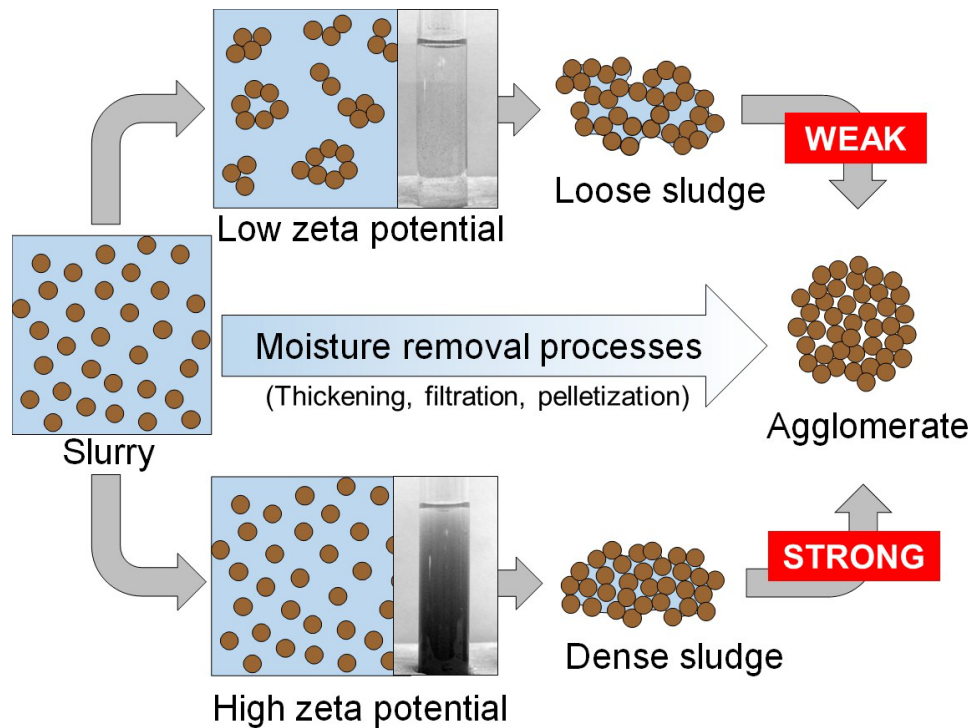 Low zeta potential
Loose sludge
WEAK
Slurry
Moisture removal processes
(Thickening, filtration, pelletization)
Agglomerate
High zeta potential
Dense sludge
STRONG